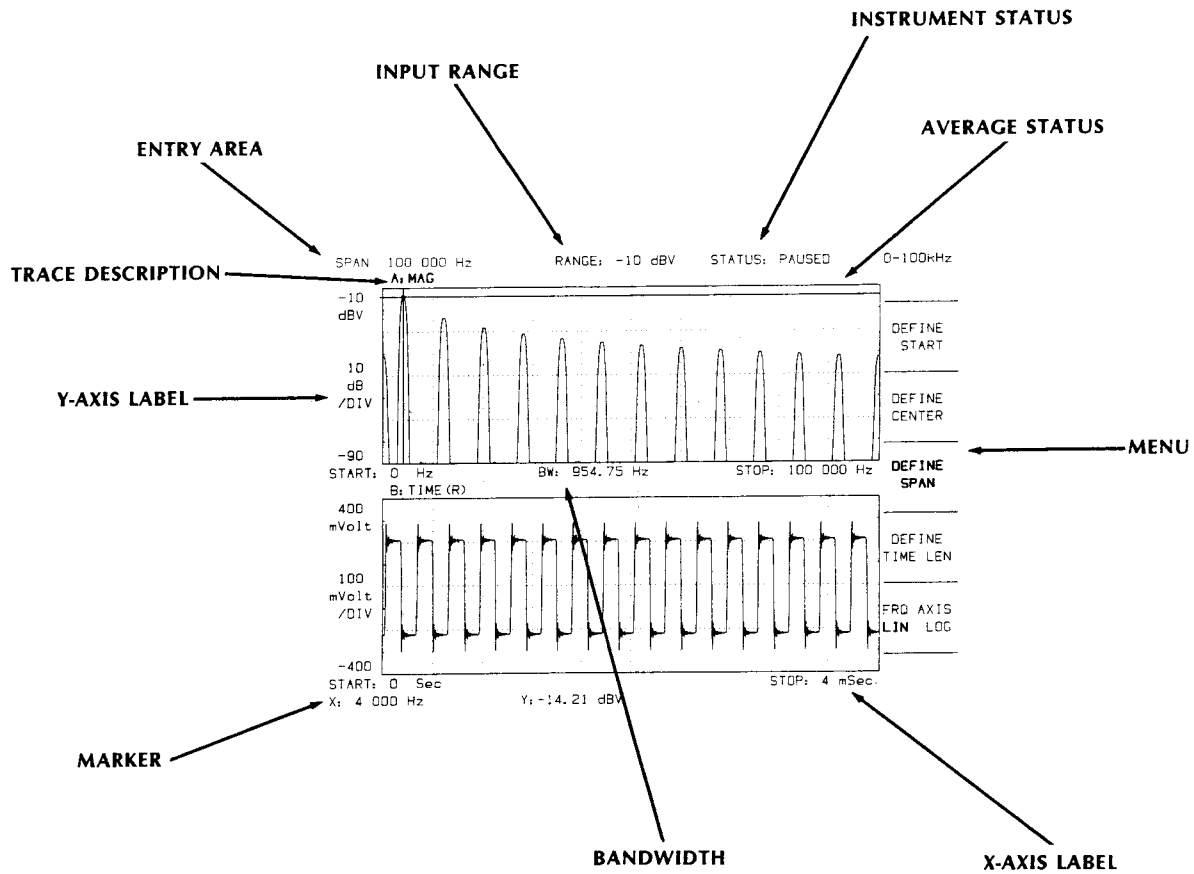 INSTRUMENT STATUS
INPUT RANGE
AVERAGE STATUS
ENTRY AREA
SPAN 100 000 Hz RANGE: -10 dBV STATUS: PAUSED 0-100kHz
TRACE DESCRIPTION
A: MAG
-10
dBV
DEFINE
START
10
dB
/DIV
Y-AXIS LABEL
DEFINE
CENTER
MENU
-90
START: 0 Hz BW: 954.75 Hz STOP: 100 000 Hz
DEFINE
SPAN
B: TIME(R)
400
mVolt
DEFINE
TIME LEN
100
mVolt
/DIV
FRQ AXIS
LIN LOG
-400
START: 0 Sec STOP: 4 mSec.
X: 4 000 Hz Y:-14.21 dBV
MARKER
BANDWIDTH
X-AXIS LABEL